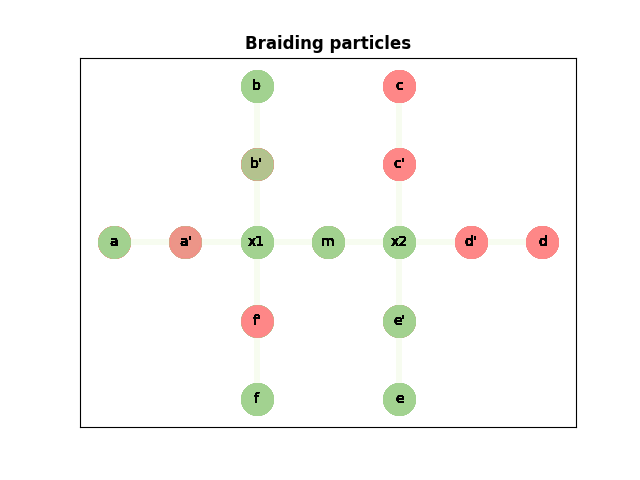 Braiding particles
b c
b' c'
a a' x1 m x2 d' d
f' e'
f e